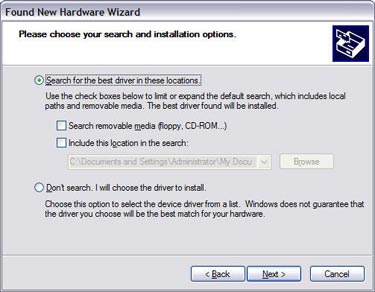 Found New Hardware Wizard
Please choose your search and installation options.
Search for the best driver in these locations.
Use the check boxes below to limit or expand the default search, which includes local
paths and removable media. The best driver found will be installed.
Search removable media (floppy, CD-ROM...)
Include this location in the search:
C:\Documents and Settings\Administrator\My Docu
Browse
Don't search. I will choose the driver to install.
Choose this option to select the device driver from a list. Windows does not guarantee that
the driver you choose will be the best match for your hardware.
< Back
Next >
Cancel